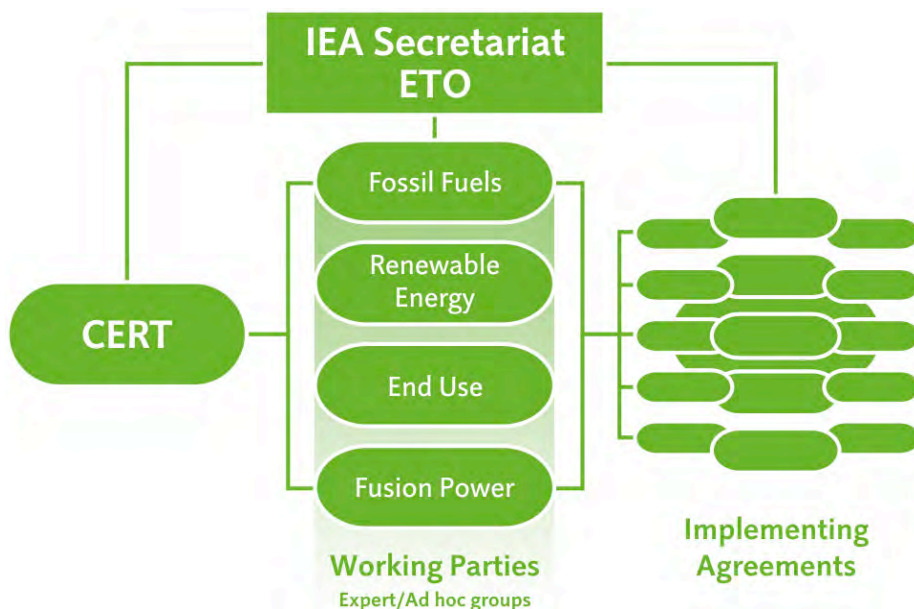 IEA Secretariat
ETO
Fossil Fuels
Renewable
Energy
CERT
End Use
Fusion Power
Working Parties
Expert/Ad hoc groups
Implementing
Agreements